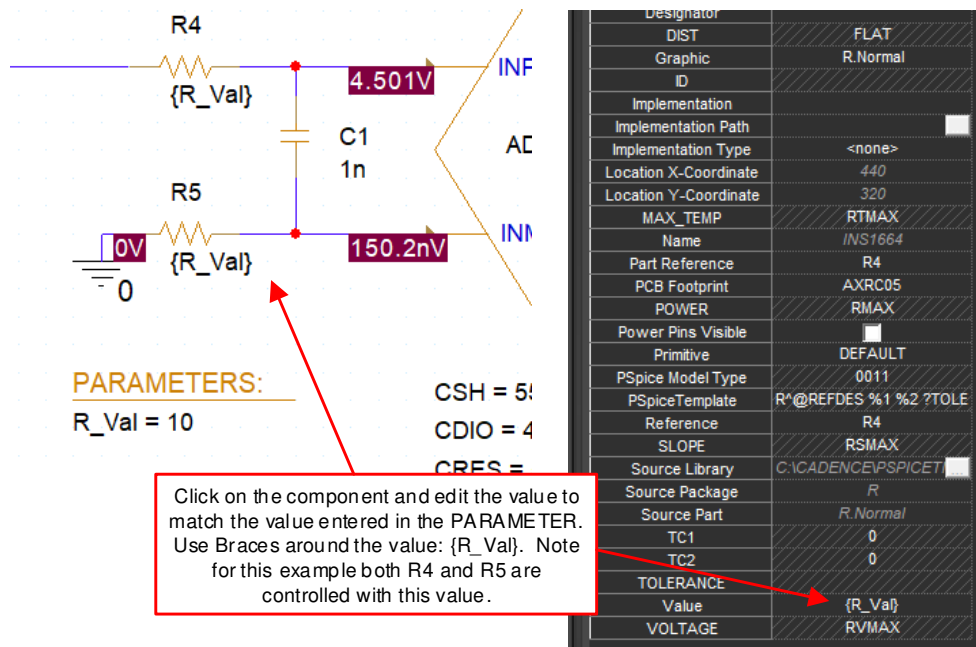 R4
{R_Val}
4.501V
INP
C1
1n
AD
R5
0V
{R_Val}
150.2nV
INM
0
PARAMETERS:
R_Val = 10
CSH = 55
CDIO = 4
CRES =
Click on the component and edit the value to
match the value entered in the PARAMETER.
Use Braces around the value: {R_Val}. Note
for this example both R4 and R5 are
controlled with this value.
Designator
DIST FLAT
Graphic R.Normal
ID
Implementation
Implementation Path
Implementation Type <none>
Location X-Coordinate 440
Location Y-Coordinate 320
MAX_TEMP RTMAX
Name INS1664
Part Reference R4
PCB Footprint AXRC05
POWER RMAX
Power Pins Visible
Primitive DEFAULT
PSpice Model Type 0011
PSpiceTemplate R^@REFDES %1 %2 ?TOLE
Reference R4
SLOPE RSMAX
Source Library C:\CADENCE\PSPICETI ...
Source Package R
Source Part R.Normal
TC1 0
TC2 0
TOLERANCE
Value {R_Val}
VOLTAGE RVMAX